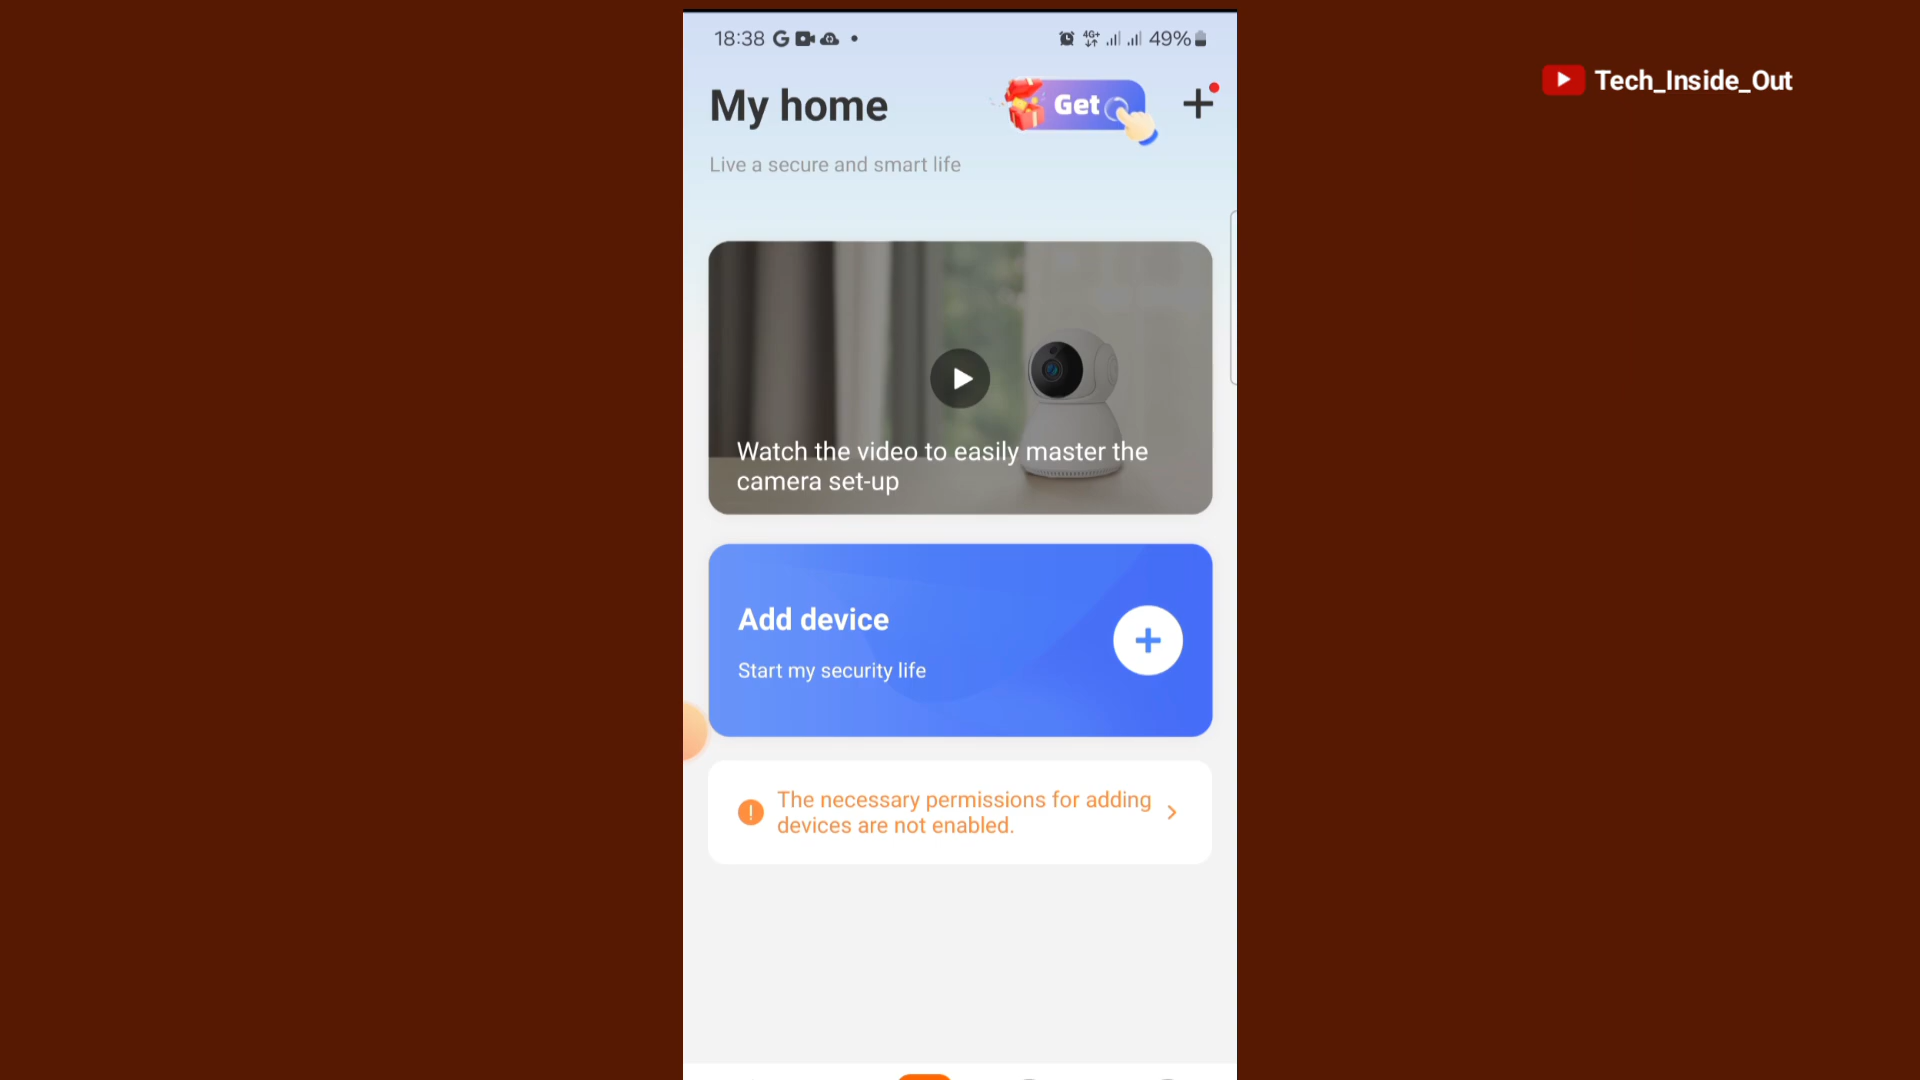 18:38
4G+
49%
Tech_Inside_Out
My home
Get
Live a secure and smart life
Watch the video to easily master the
camera set-up
Add device
Start my security life
The necessary permissions for adding
devices are not enabled.